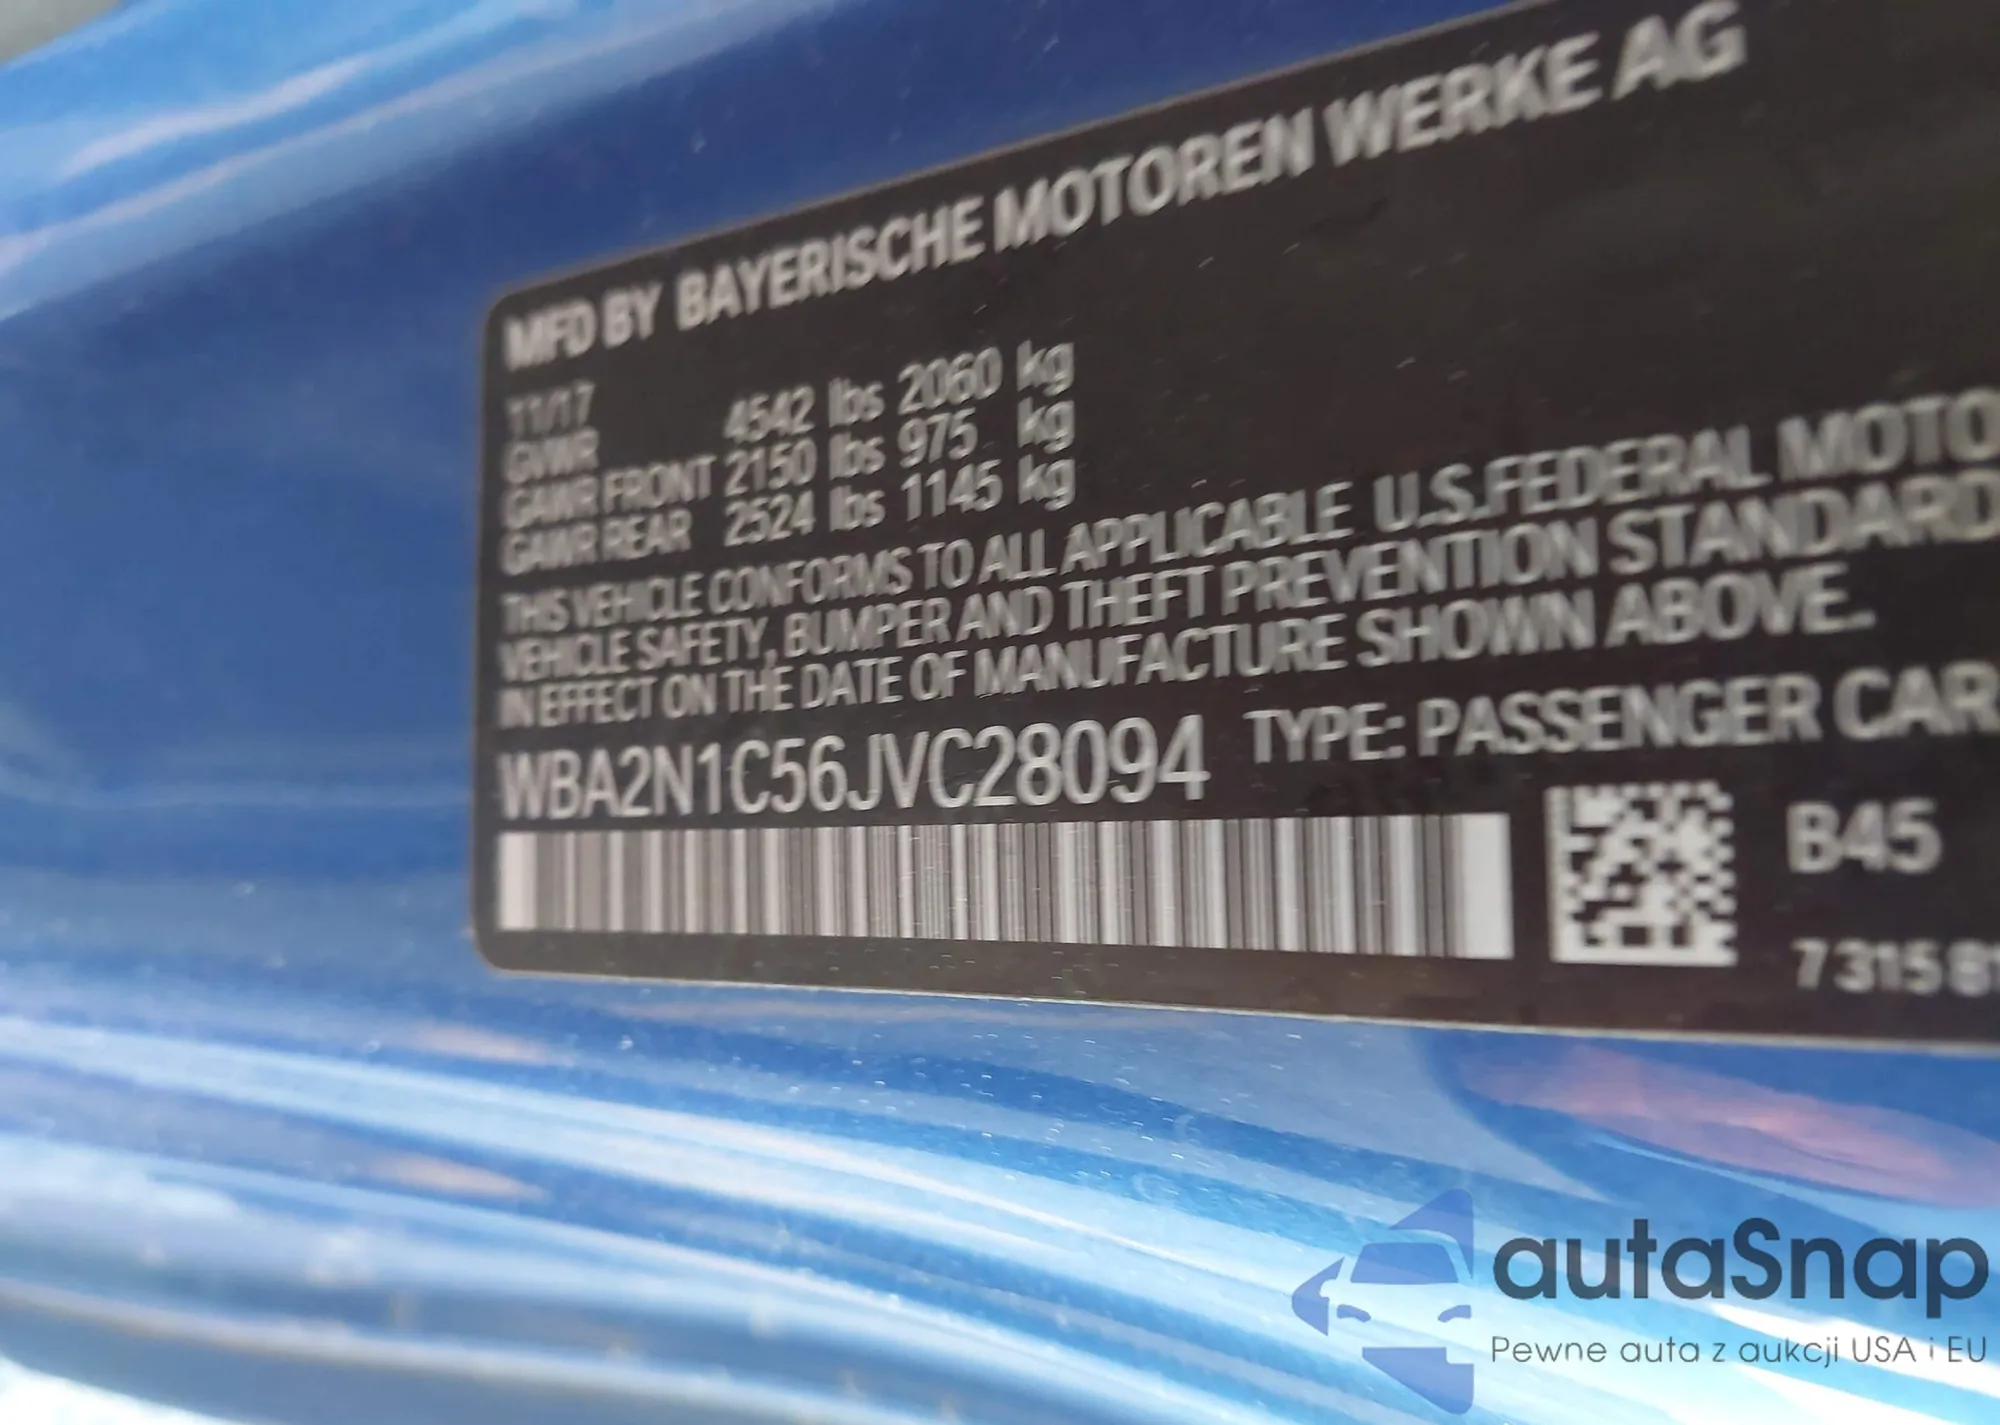 MFD BY BAYERISCHE MOTOREN WERKE AG
11/17
GVWR 4542 lbs 2060 kg
GAWR FRONT 2150 lbs 975 kg
GAWR REAR 2524 lbs 1145 kg
THIS VEHICLE CONFORMS TO ALL APPLICABLE U.S.FEDERAL MOTO
VEHICLE SAFETY, BUMPER AND THEFT PREVENTION STANDARD
IN EFFECT ON THE DATE OF MANUFACTURE SHOWN ABOVE.
WBA2N1C56JVC28094 TYPE: PASSENGER CAR
B45
731581
autaSnap
Pewne auta z aukcji USA i EU